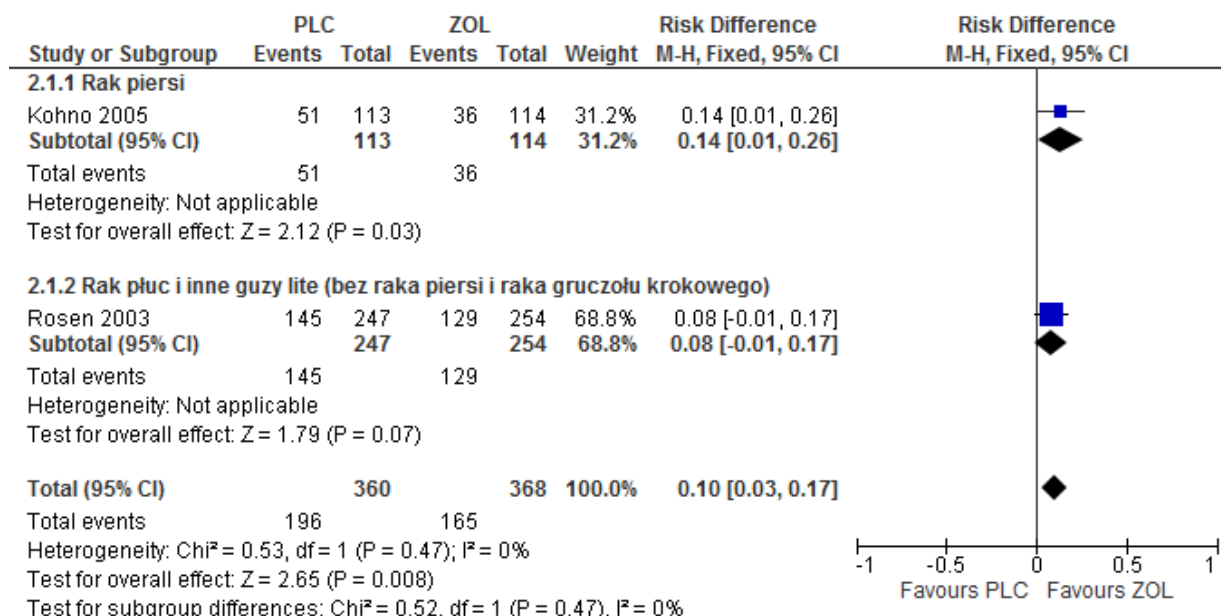 PLC ZOL Risk Difference Risk Difference
Study or Subgroup Events Total Events Total Weight M-H, Fixed, 95% CI M-H, Fixed, 95% CI
2.1.1 Rak piersi
Kohno 2005 51 113 36 114 31.2% 0.14 [0.01, 0.26]
Subtotal (95% CI) 113 114 31.2% 0.14 [0.01, 0.26]
Total events 51 36
Heterogeneity: Not applicable
Test for overall effect: Z = 2.12 (P = 0.03)
2.1.2 Rak płuc i inne guzy lite (bez raka piersi i raka gruczołu krokowego)
Rosen 2003 145 247 129 254 68.8% 0.08 [-0.01, 0.17]
Subtotal (95% CI) 247 254 68.8% 0.08 [-0.01, 0.17]
Total events 145 129
Heterogeneity: Not applicable
Test for overall effect: Z = 1.79 (P = 0.07)
Total (95% CI) 360 368 100.0% 0.10 [0.03, 0.17]
Total events 196 165
Heterogeneity: Chi² = 0.53, df = 1 (P = 0.47); I² = 0%
Test for overall effect: Z = 2.65 (P = 0.008)
Test for subgroup differences: Chi² = 0.52, df = 1 (P = 0.47), I² = 0%
-1 -0.5 0 0.5 1
Favours PLC Favours ZOL